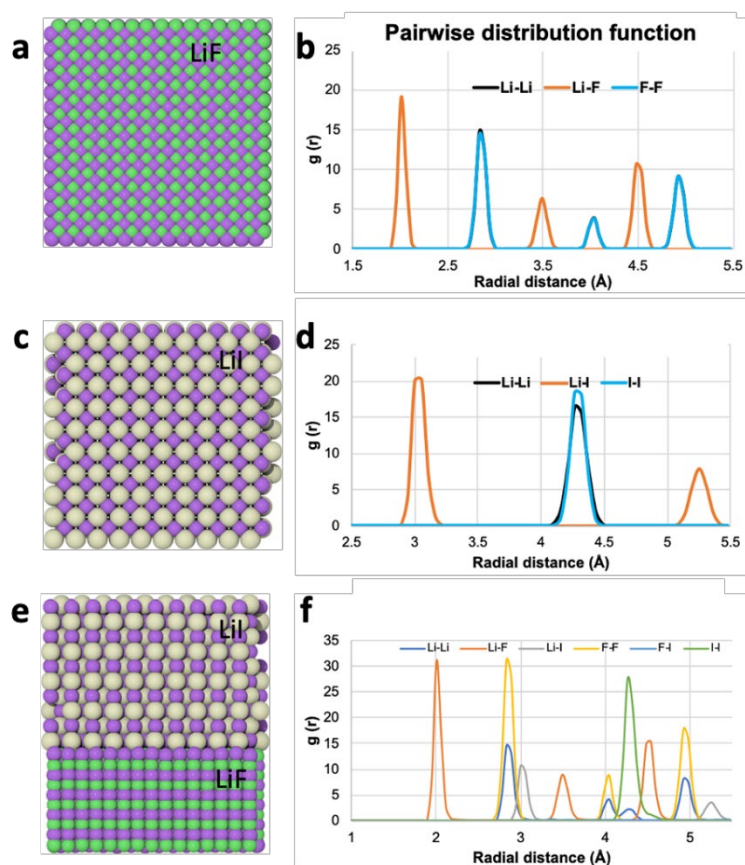 a
LiF
b
Pairwise distribution function
25
20
15
10
5
0
g (r)
Li-Li Li-F F-F
1.5 2.5 3.5 4.5 5.5
Radial distance (Å)
c
LiI
d
25
20
15
10
5
0
g (r)
Li-Li Li-I I-I
2.5 3 3.5 4 4.5 5 5.5
Radial distance (Å)
e
LiI
LiF
f
35
30
25
20
15
10
5
0
g (r)
Li-Li Li-F Li-I F-F F-I I-I
1 2 3 4 5
Radial distance (Å)